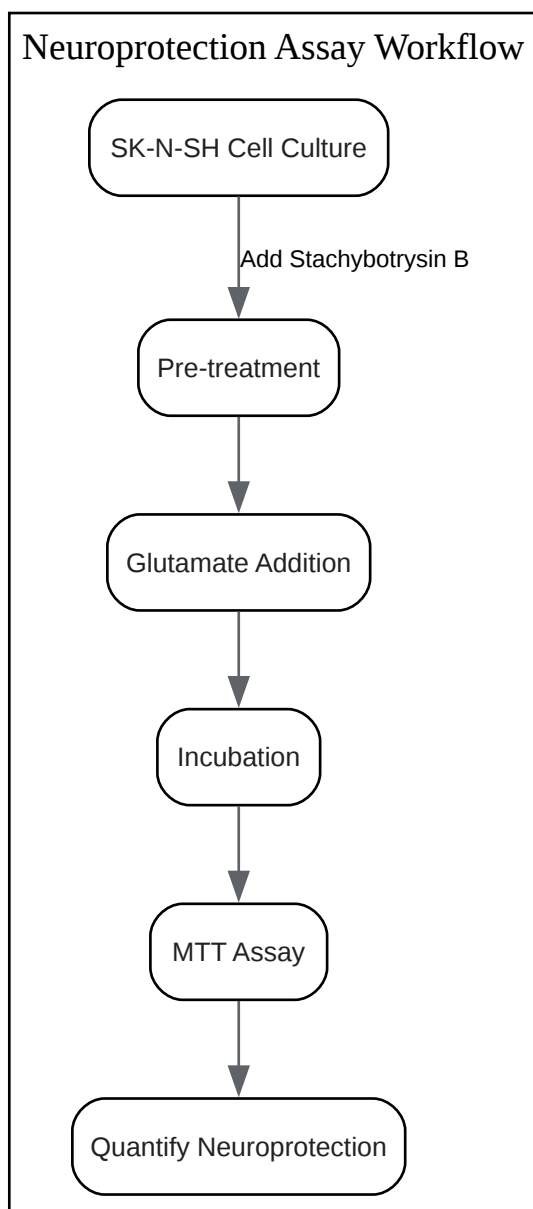 Neuroprotection Assay Workflow
SK-N-SH Cell Culture
Add Stachybotrysin B
Pre-treatment
Glutamate Addition
Incubation
MTT Assay
Quantify Neuroprotection